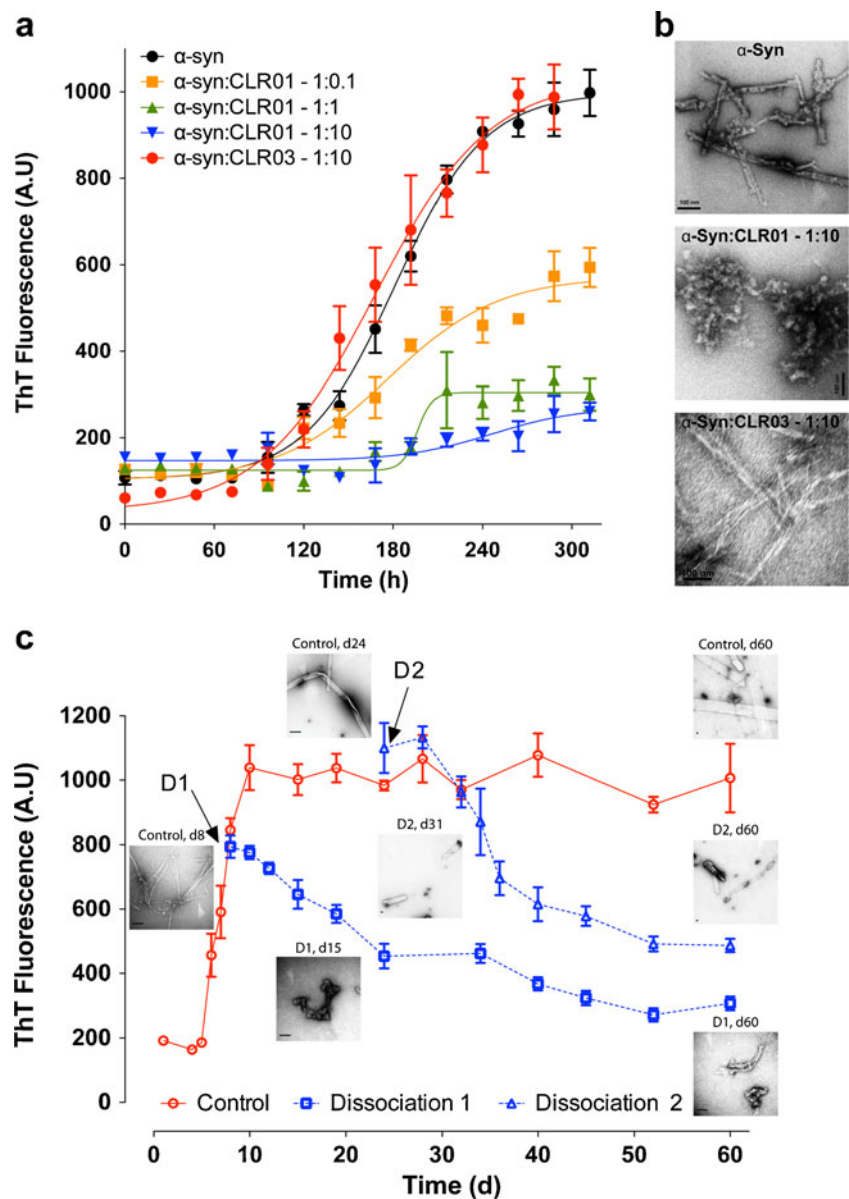 a
α-syn
α-syn:CLR01 - 1:0.1
α-syn:CLR01 - 1:1
α-syn:CLR01 - 1:10
α-syn:CLR03 - 1:10
ThT Fluorescence (A.U)
1000
800
600
400
200
0
0 60 120 180 240 300
Time (h)
b
α-Syn
100 nm
α-Syn:CLR01 - 1:10
α-Syn:CLR03 - 1:10
100 nm
c
Control, d24
D2
Control, d60
D1
Control, d8
D2, d31
D2, d60
D1, d15
D1, d60
ThT Fluorescence (A.U)
1200
1000
800
600
400
200
0
Control Dissociation 1 Dissociation 2
0 10 20 30 40 50 60
Time (d)